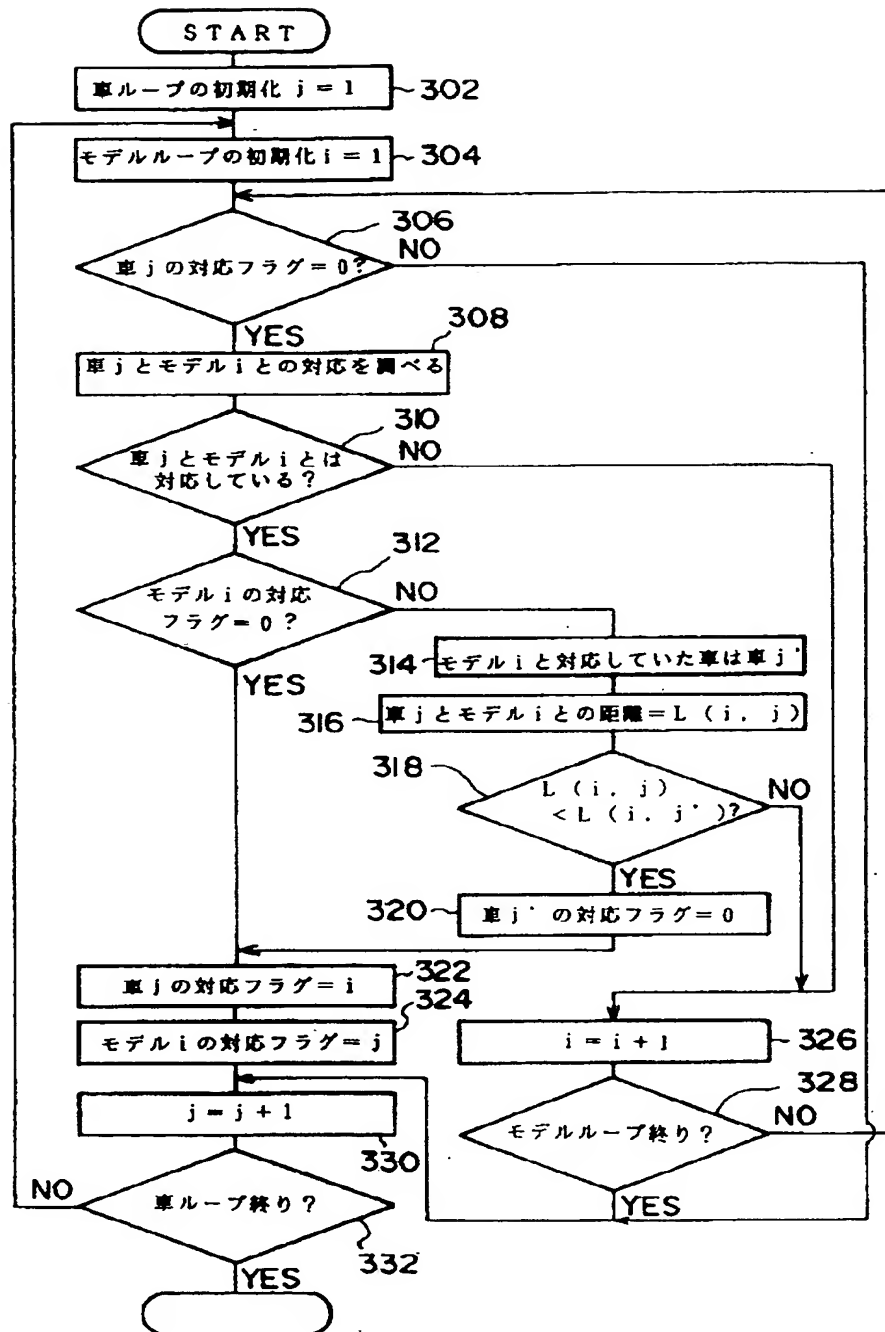 START
車ループの初期化 j = 1
302
モデルループの初期化 i = 1
304
306
車 j の対応フラグ = 0?
NO
YES
308
車 j とモデル i との対応を調べる
310
車 j とモデル i とは
対応している?
NO
YES
312
モデル i の対応
フラグ = 0?
NO
YES
314
モデル i と対応していた車は車 j'
316
車 j とモデル i との距離 = L (i, j)
318
L (i, j)
< L (i, j')?
NO
YES
320
車 j' の対応フラグ = 0
車 j の対応フラグ = i
322
324
モデル i の対応フラグ = j
i = i + 1
326
328
モデルループ終り?
NO
YES
j = j + 1
330
NO
車ループ終り?
332
YES